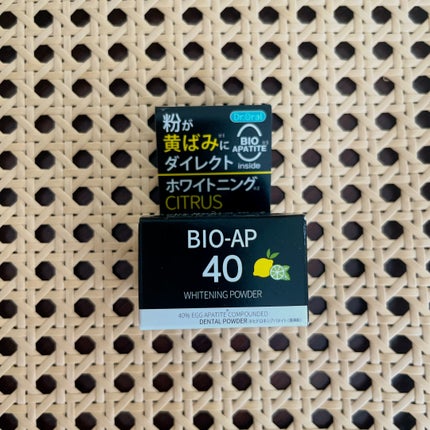 Dr.Oral
粉が
黄ばみに
ダイレクト
BIO
APATITE
inside
ホワイトニング
CITRUS
BIO-AP
40
WHITENING POWDER
40% EGG APATITE COMPOUNDED
DENTAL POWDER